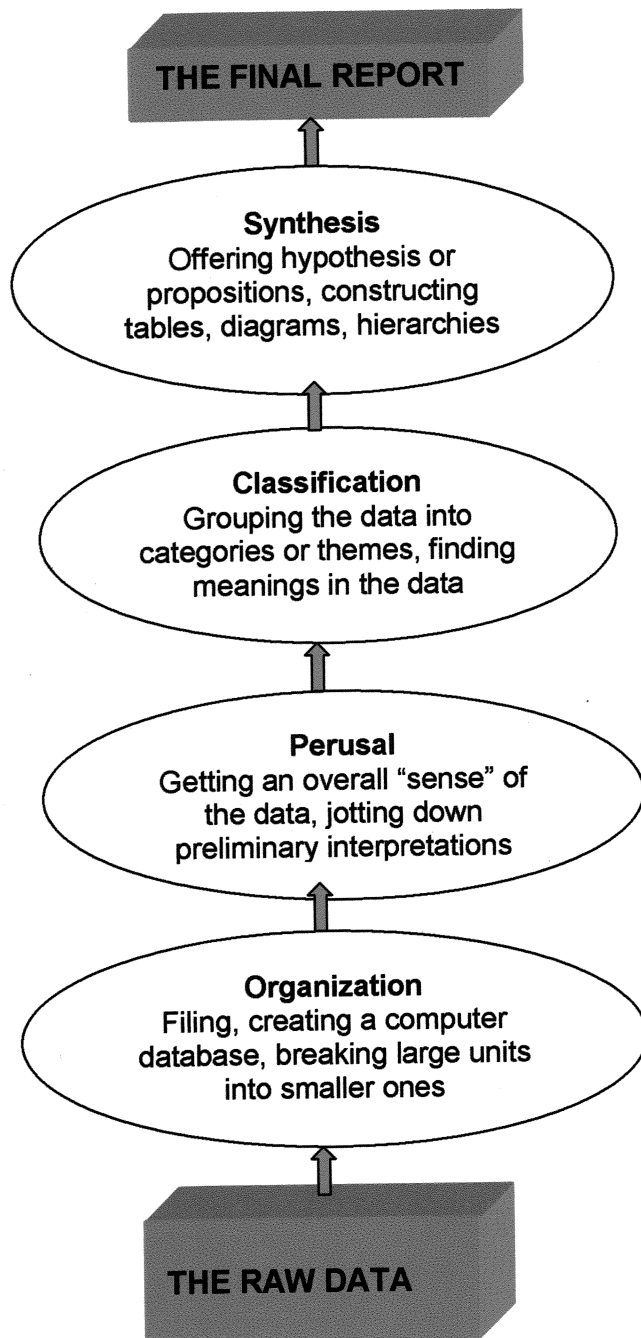 THE FINAL REPORT
Synthesis
Offering hypothesis or
propositions, constructing
tables, diagrams, hierarchies
Classification
Grouping the data into
categories or themes, finding
meanings in the data
Perusal
Getting an overall “sense” of
the data, jotting down
preliminary interpretations
Organization
Filing, creating a computer
database, breaking large units
into smaller ones
THE RAW DATA